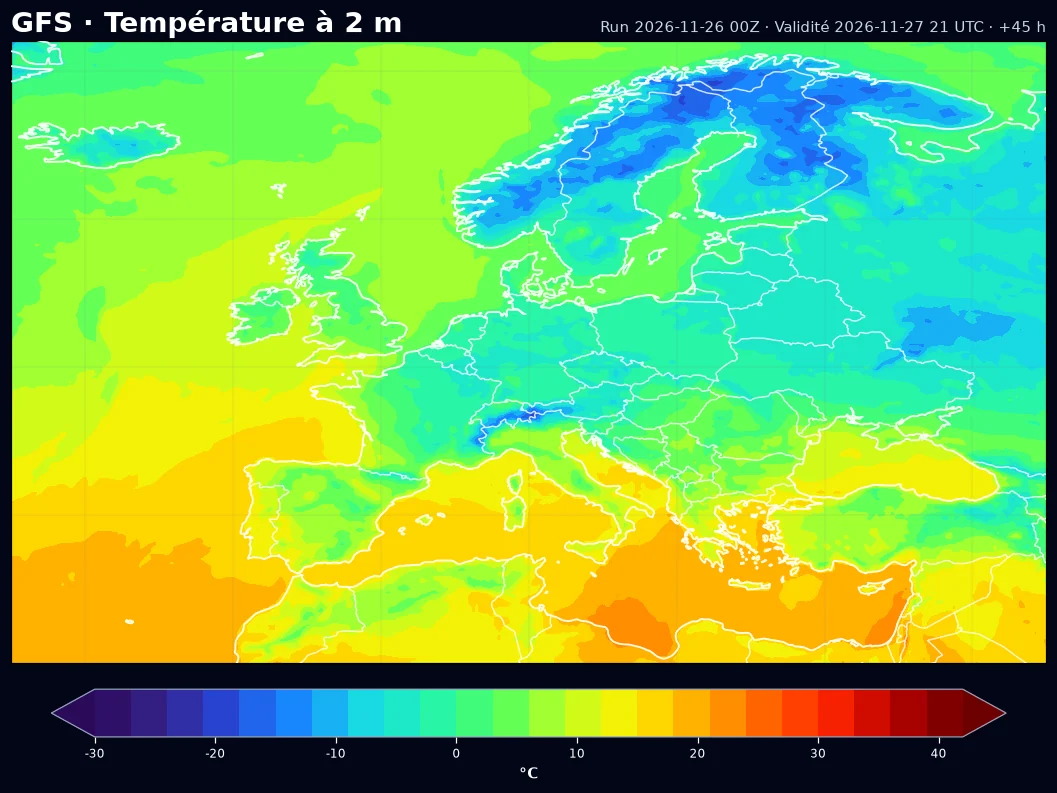 GFS · Température à 2 m
Run 2026-11-26 00Z · Validité 2026-11-27 21 UTC · +45 h
-30 -20 -10 0 10 20 30 40
°C